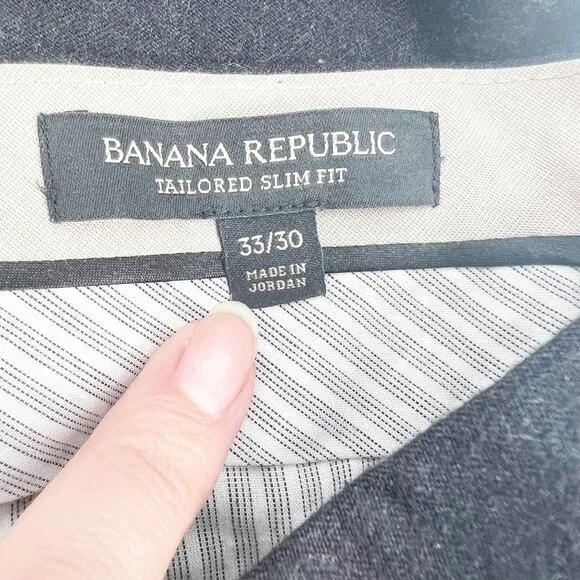 BANANA REPUBLIC
TAILORED SLIM FIT
33/30
MADE IN
JORDAN